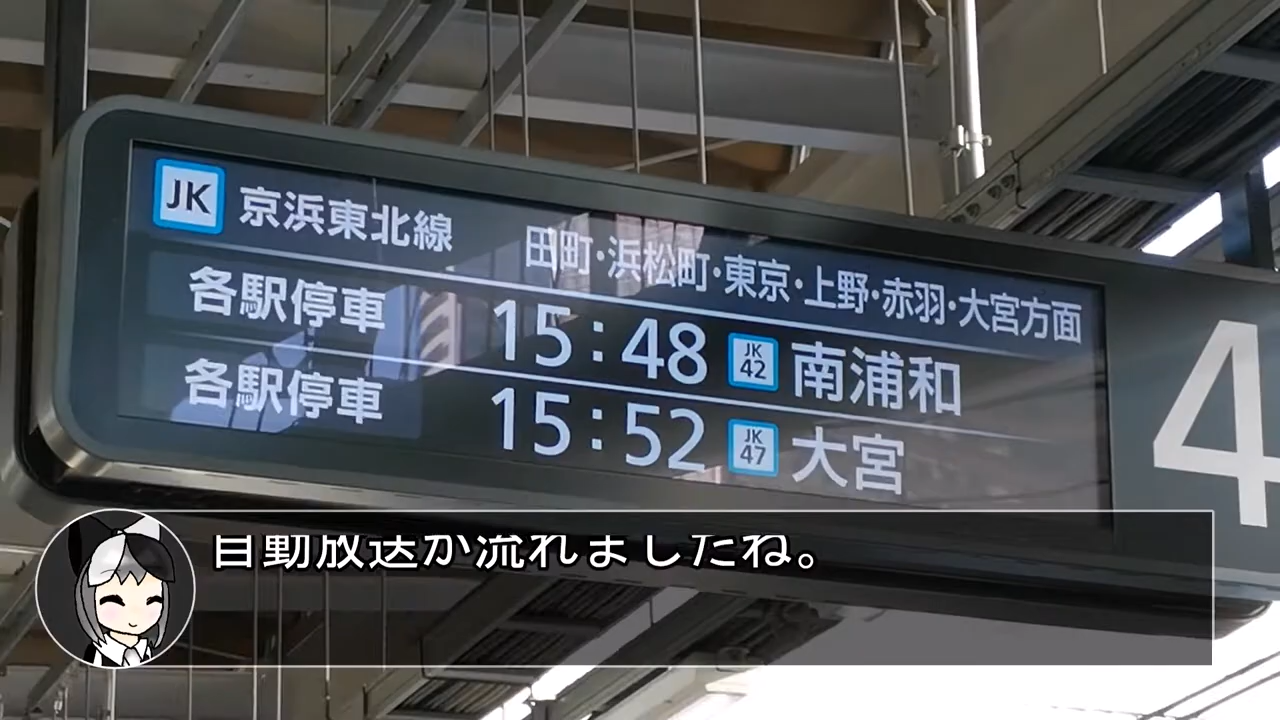 JK 京浜東北線 田町・浜松町・東京・上野・赤羽・大宮方面
各駅停車 15:48 JK 42 南浦和
各駅停車 15:52 JK 47 大宮
4
自動放送が流れましたね。